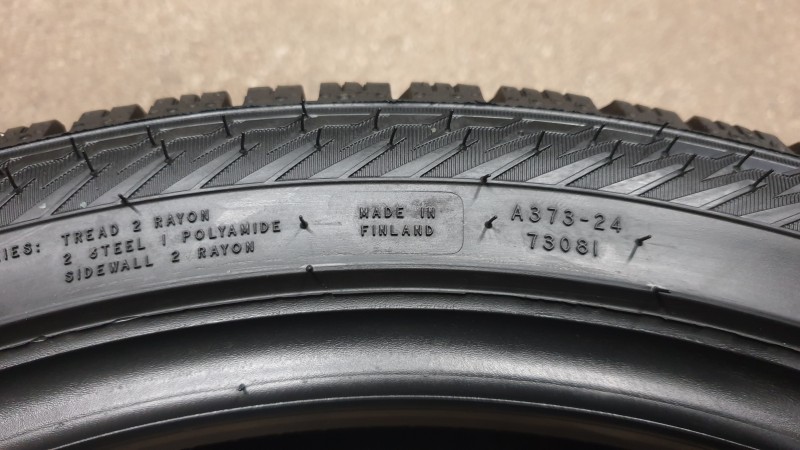 IES: TREAD 2 RAYON
2 STEEL 1 POLYAMIDE
SIDEWALL 2 RAYON
MADE IN
FINLAND
A373-24
73081